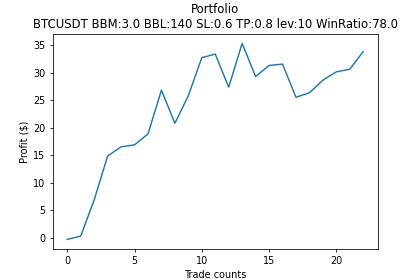 Portfolio
BTCUSDT BBM:3.0 BBL:140 SL:0.6 TP:0.8 lev:10 WinRatio:78.0
35
30
25
20
15
10
5
0
Profit ($)
0 5 10 15 20
Trade counts